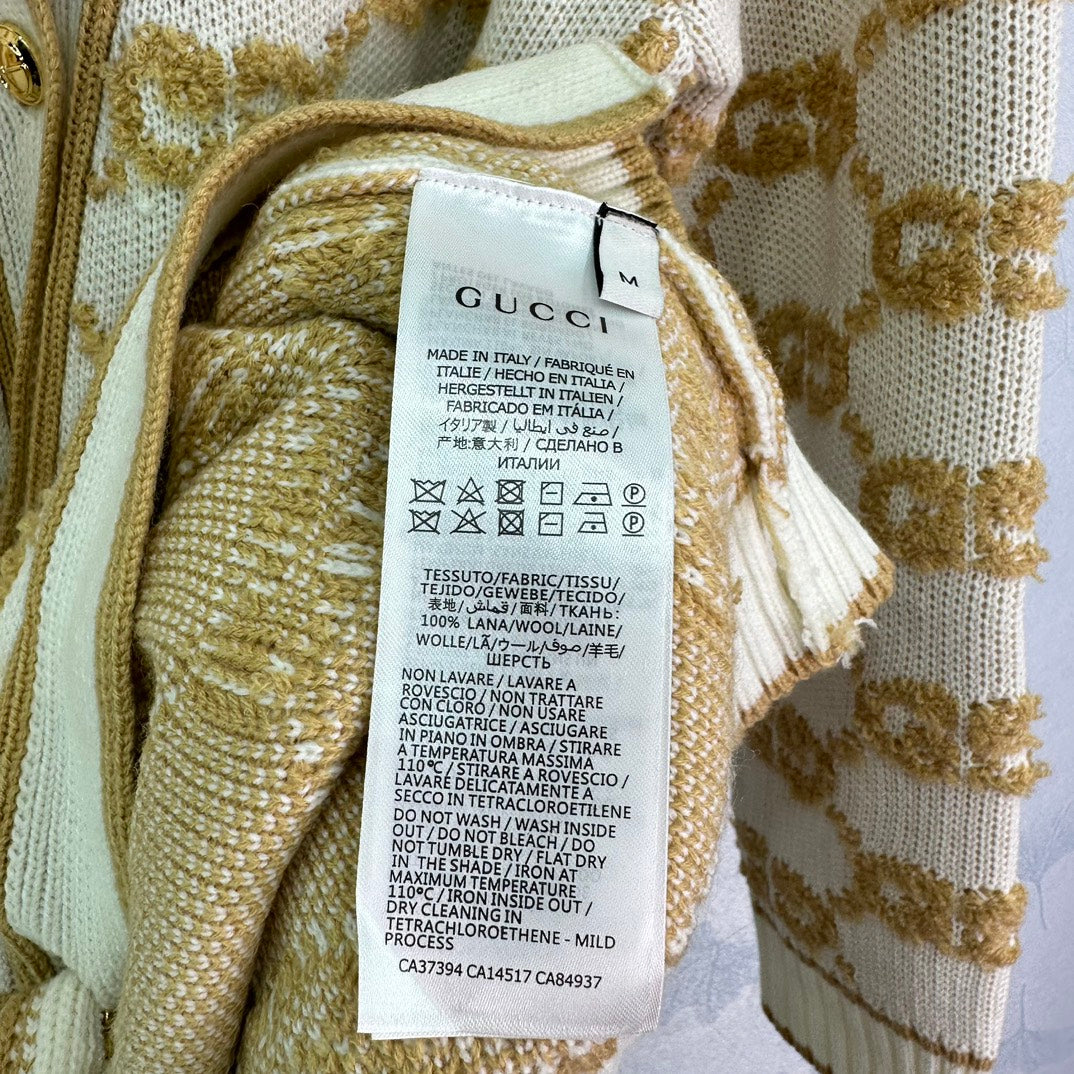 M
GUCCI
MADE IN ITALY / FABRIQUÉ EN
ITALIE / HECHO EN ITALIA /
HERGESTELLT IN ITALIEN /
FABRICADO EM ITÁLIA /
イタリア製 / صنع في ايطاليا /
产地:意大利 / СДЕЛАНО В
ИТАЛИИ
P
P
TESSUTO/FABRIC/TISSU/
TEJIDO/GEWEBE/TECIDO/
表地/قماش/面料/ТКАНЬ:
100% LANA/WOOL/LAINE/
WOLLE/LÃ/ウール/صوف/羊毛/
ШЕРСТЬ
NON LAVARE / LAVARE A
ROVESCIO / NON TRATTARE
CON CLORO / NON USARE
ASCIUGATRICE / ASCIUGARE
IN PIANO IN OMBRA / STIRARE
A TEMPERATURA MASSIMA
110°C / STIRARE A ROVESCIO /
LAVARE DELICATAMENTE A
SECCO IN TETRACLOROETILENE
DO NOT WASH / WASH INSIDE
OUT / DO NOT BLEACH / DO
NOT TUMBLE DRY / FLAT DRY
IN THE SHADE / IRON AT
MAXIMUM TEMPERATURE
110°C / IRON INSIDE OUT /
DRY CLEANING IN
TETRACHLOROETHENE - MILD
PROCESS
CA37394 CA14517 CA84937